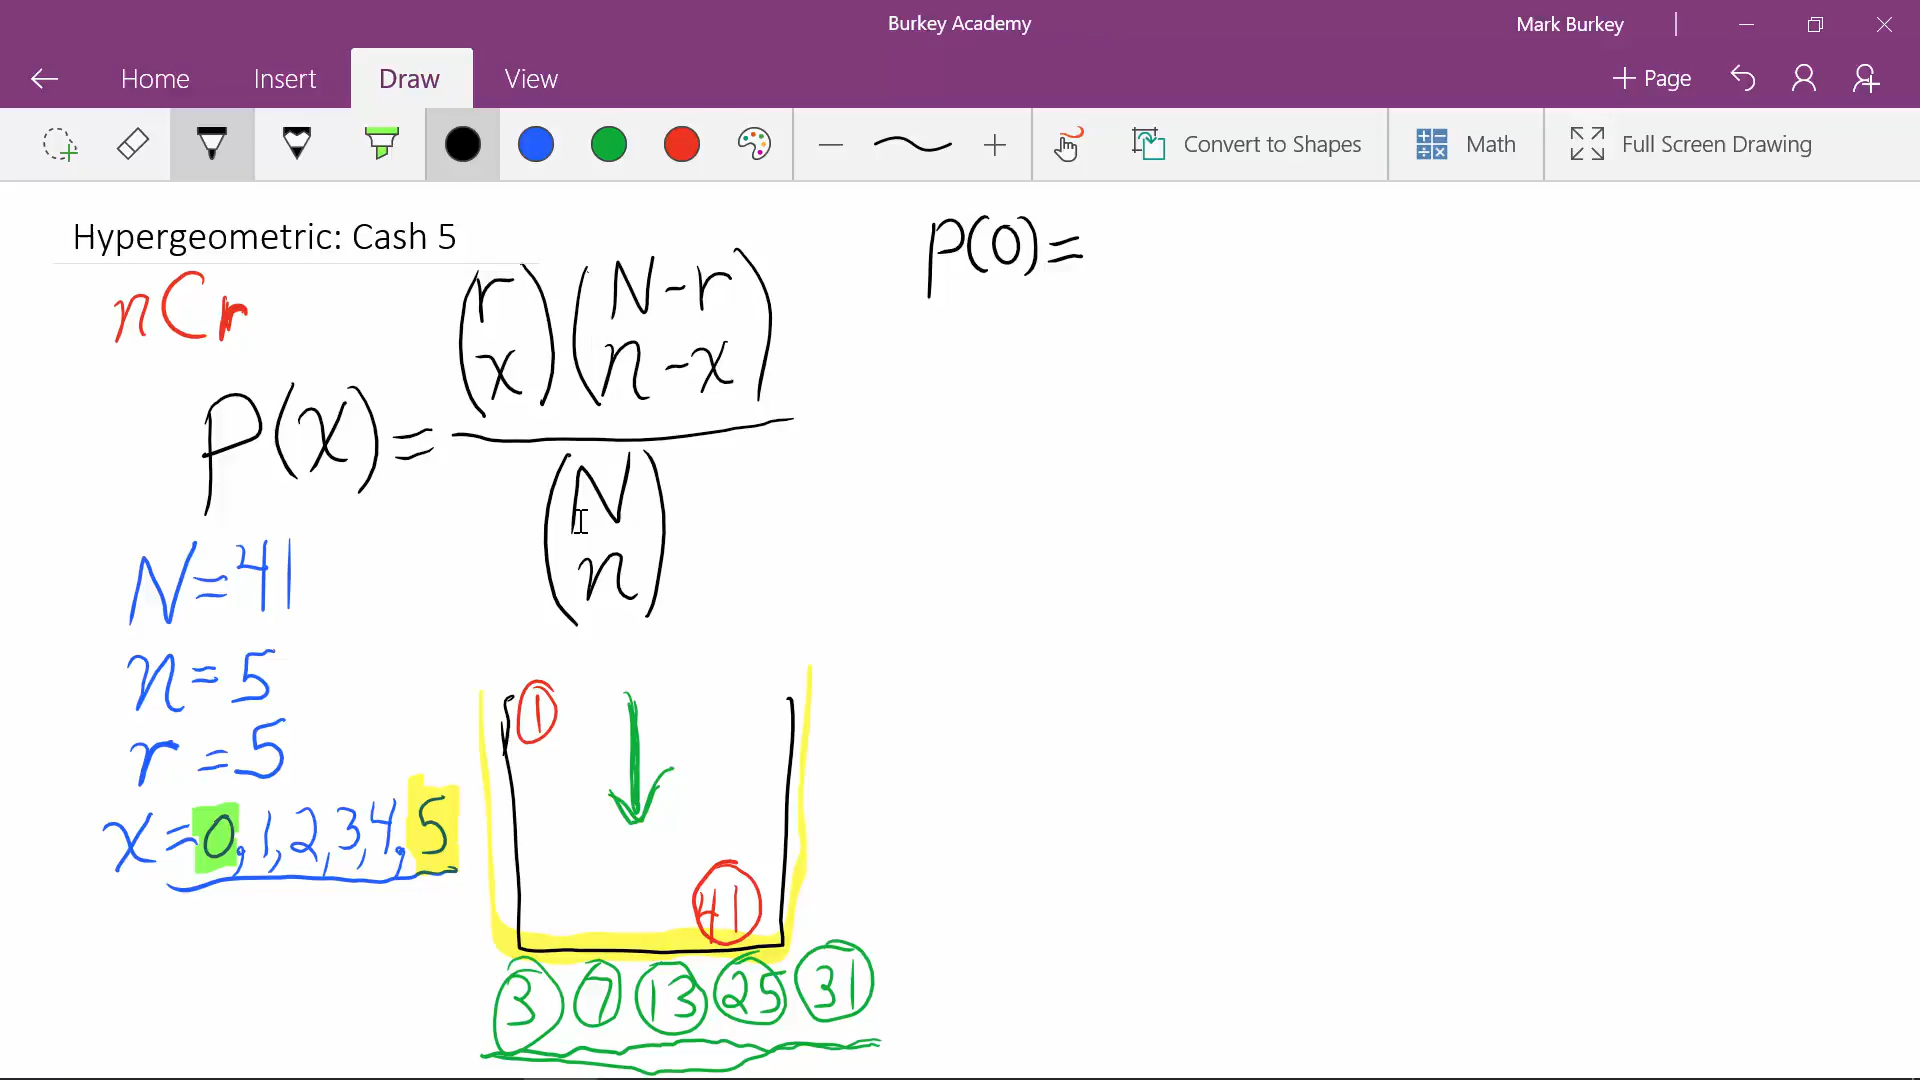 Burkey Academy
Mark Burkey
Home Insert Draw View
+ Page
Convert to Shapes
Math
Full Screen Drawing
Hypergeometric: Cash 5
nCr
P(x) = (r x)(N-r n-x) / (N n)
P(0) =
N = 41
n = 5
r = 5
x = 0, 1, 2, 3, 4, 5
1
41
3 7 13 25 31